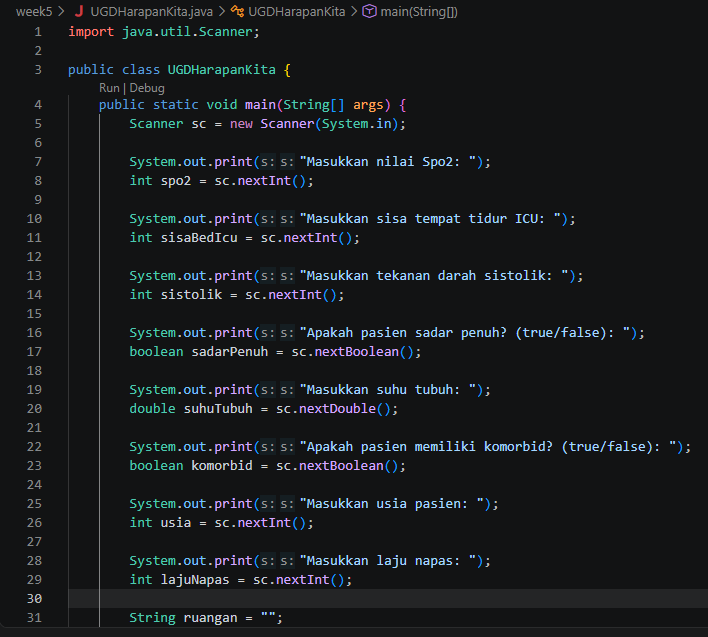 week5 > J UGDHarapanKita.java > UGDHarapanKita > main(String[])
1 import java.util.Scanner;
2
3 public class UGDHarapanKita {
Run | Debug
4 public static void main(String[] args) {
5 Scanner sc = new Scanner(System.in);
6
7 System.out.print(s: s: "Masukkan nilai Spo2: ");
8 int spo2 = sc.nextInt();
9
10 System.out.print(s: s: "Masukkan sisa tempat tidur ICU: ");
11 int sisaBedIcu = sc.nextInt();
12
13 System.out.print(s: s: "Masukkan tekanan darah sistolik: ");
14 int sistolik = sc.nextInt();
15
16 System.out.print(s: s: "Apakah pasien sadar penuh? (true/false): ");
17 boolean sadarPenuh = sc.nextBoolean();
18
19 System.out.print(s: s: "Masukkan suhu tubuh: ");
20 double suhuTubuh = sc.nextDouble();
21
22 System.out.print(s: s: "Apakah pasien memiliki komorbid? (true/false): ");
23 boolean komorbid = sc.nextBoolean();
24
25 System.out.print(s: s: "Masukkan usia pasien: ");
26 int usia = sc.nextInt();
27
28 System.out.print(s: s: "Masukkan laju napas: ");
29 int lajuNapas = sc.nextInt();
30
31 String ruangan = "";